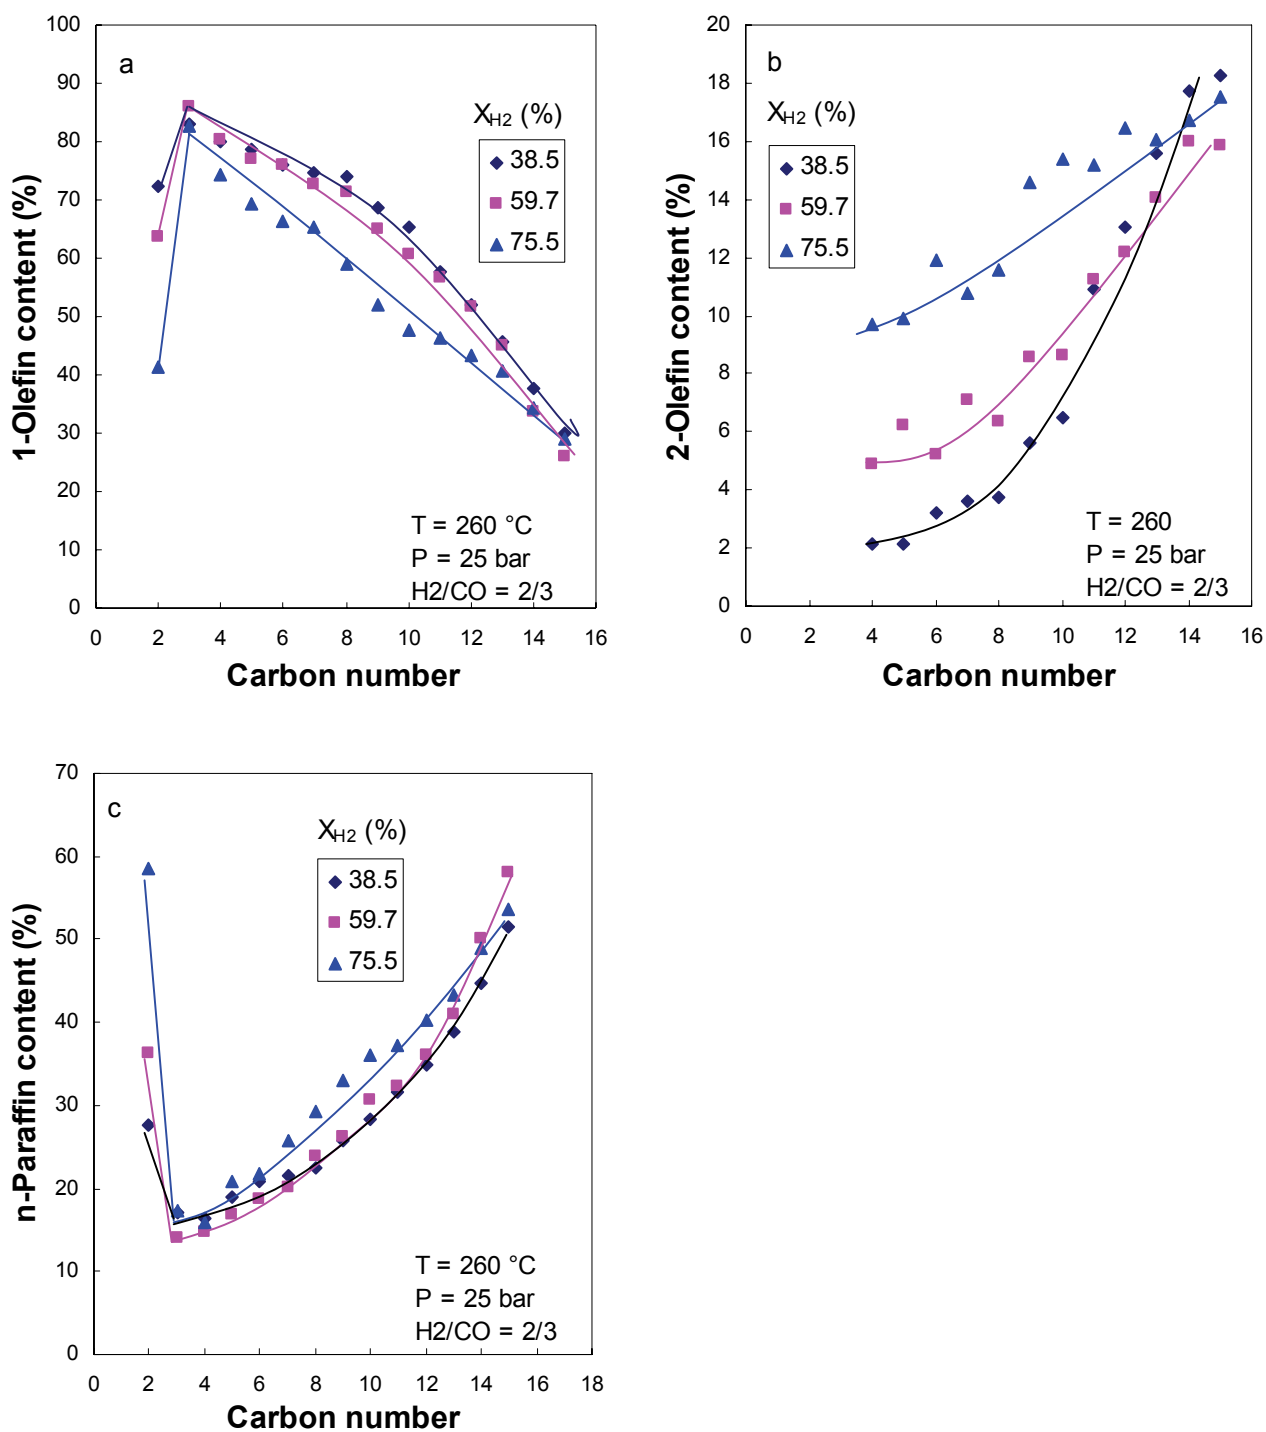 a
1-Olefin content (%)
100
90
80
70
60
50
40
30
20
10
0
X_H2 (%)
38.5
59.7
75.5
T = 260 °C
P = 25 bar
H2/CO = 2/3
0 2 4 6 8 10 12 14 16
Carbon number
b
2-Olefin content (%)
20
18
16
14
12
10
8
6
4
2
0
X_H2 (%)
38.5
59.7
75.5
T = 260
P = 25 bar
H2/CO = 2/3
0 2 4 6 8 10 12 14 16
Carbon number
c
n-Paraffin content (%)
70
60
50
40
30
20
10
0
X_H2 (%)
38.5
59.7
75.5
T = 260 °C
P = 25 bar
H2/CO = 2/3
0 2 4 6 8 10 12 14 16 18
Carbon number